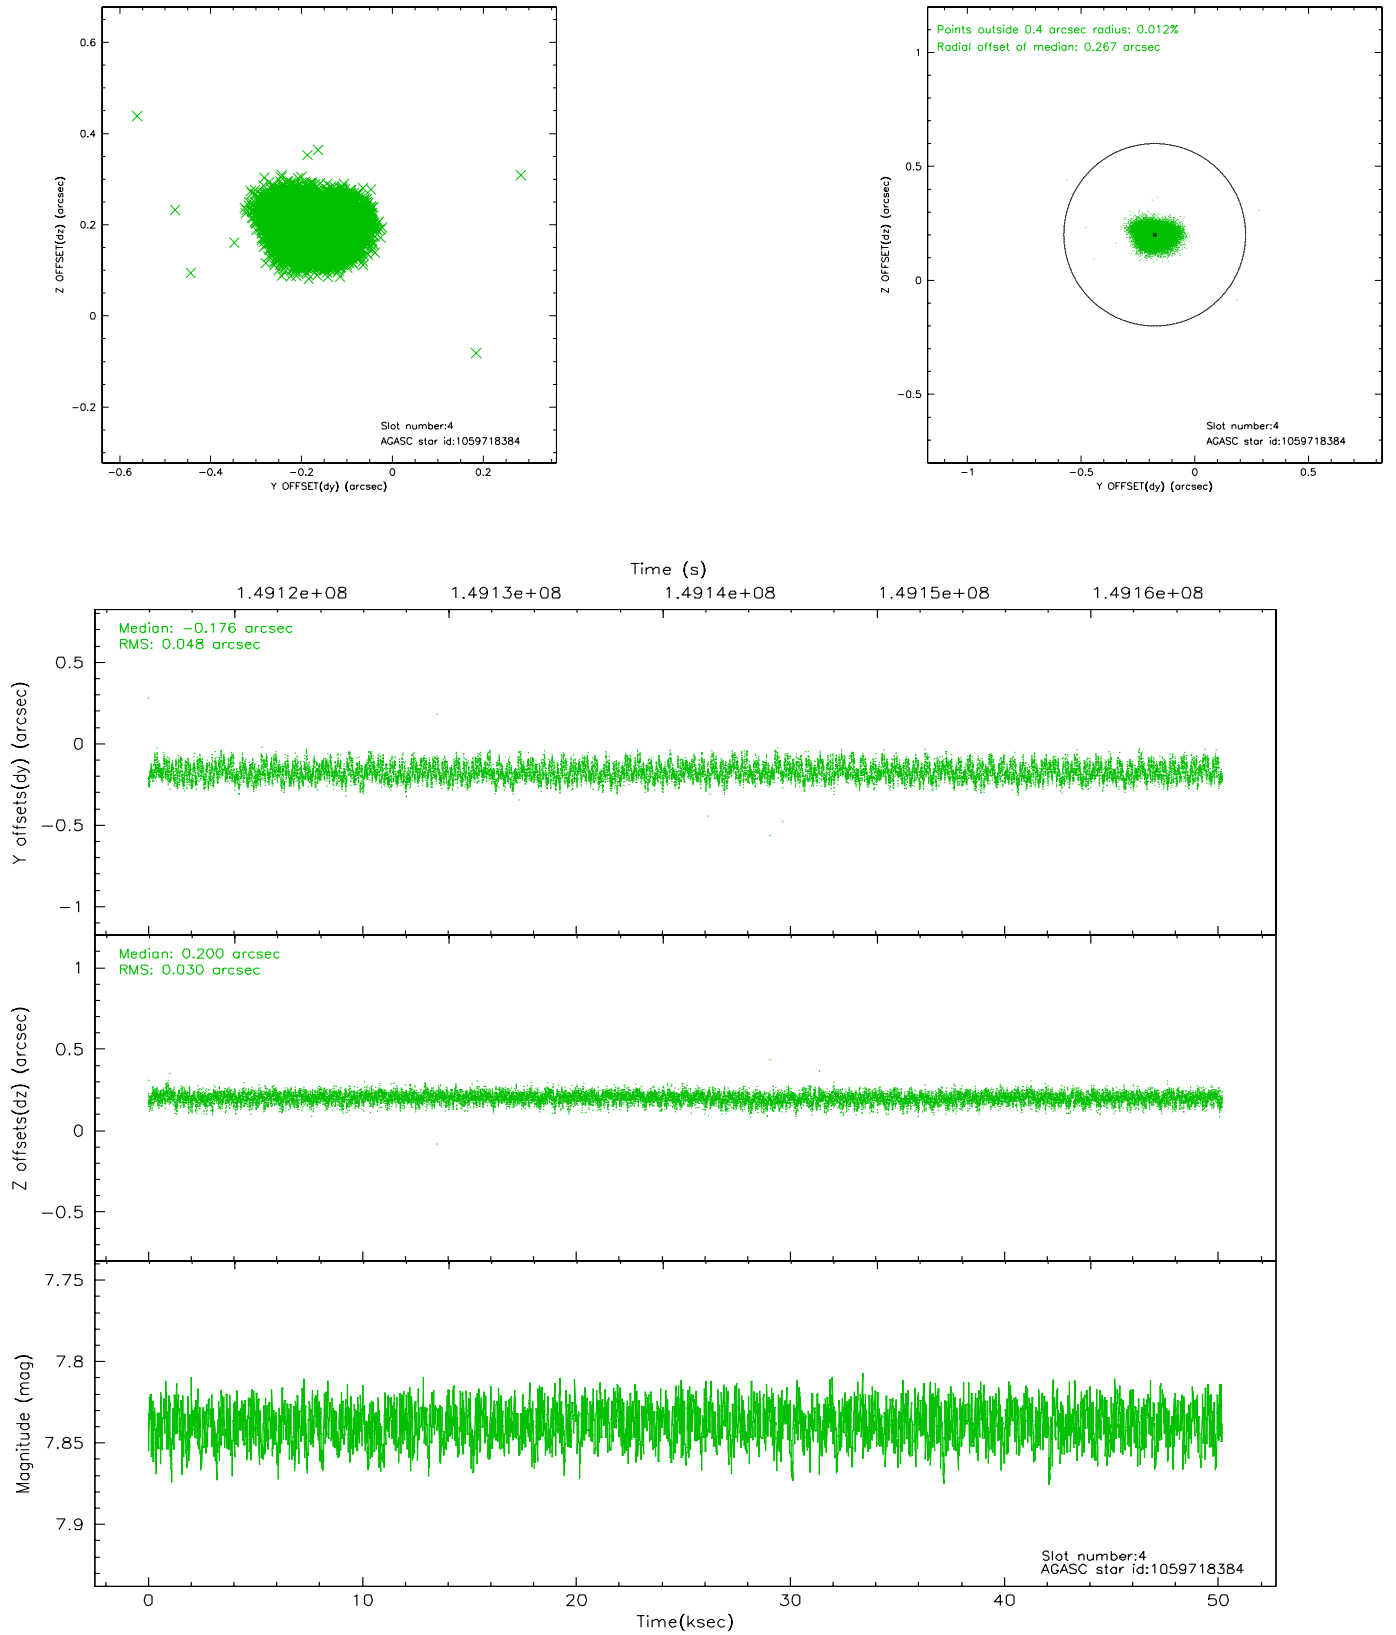 0.6
0.4
0.2
0
−0.2
Z OFFSET(dz) (arcsec)
Slot number:4
AGASC star id:1059718384
−0.6 −0.4 −0.2 0 0.2
Y OFFSET(dy) (arcsec)
Points outside 0.4 arcsec radius: 0.012%
Radial offset of median: 0.267 arcsec
1
0.5
0
−0.5
Z OFFSET(dz) (arcsec)
Slot number:4
AGASC star id:1059718384
−1 −0.5 0 0.5
Y OFFSET(dy) (arcsec)
Time (s)
1.4912e+08 1.4913e+08 1.4914e+08 1.4915e+08 1.4916e+08
Median: −0.176 arcsec
RMS: 0.048 arcsec
0.5
0
−0.5
−1
Y offsets(dy) (arcsec)
Median: 0.200 arcsec
RMS: 0.030 arcsec
1
0.5
0
−0.5
Z offsets(dz) (arcsec)
7.75
7.8
7.85
7.9
Magnitude (mag)
Slot number:4
AGASC star id:1059718384
0 10 20 30 40 50
Time(ksec)